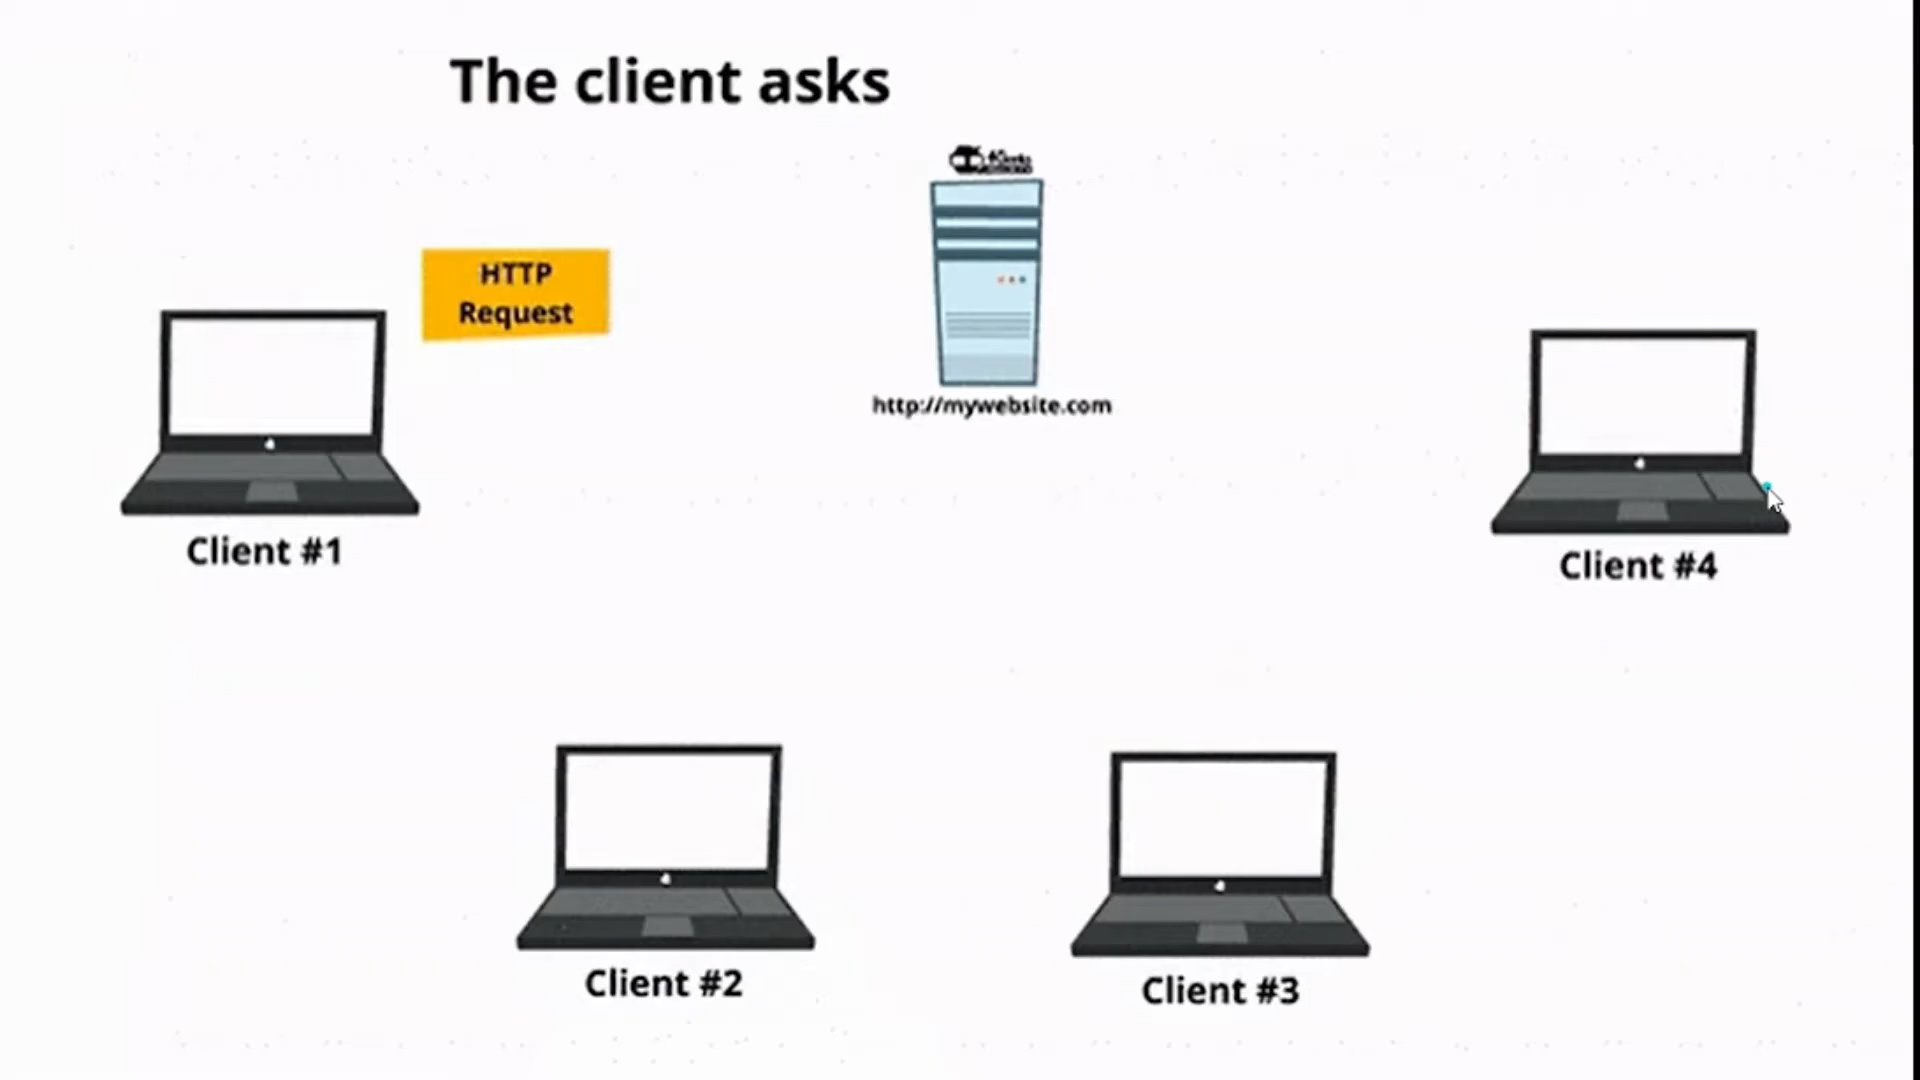 The client asks
HTTP
Request
http://mywebsite.com
Client #1
Client #4
Client #2
Client #3